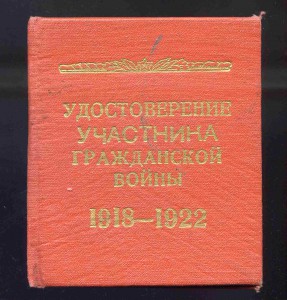 УДОСТОВЕРЕНИЕ
УЧАСТНИКА
ГРАЖДАНСКОЙ
ВОЙНЫ
1918—1922